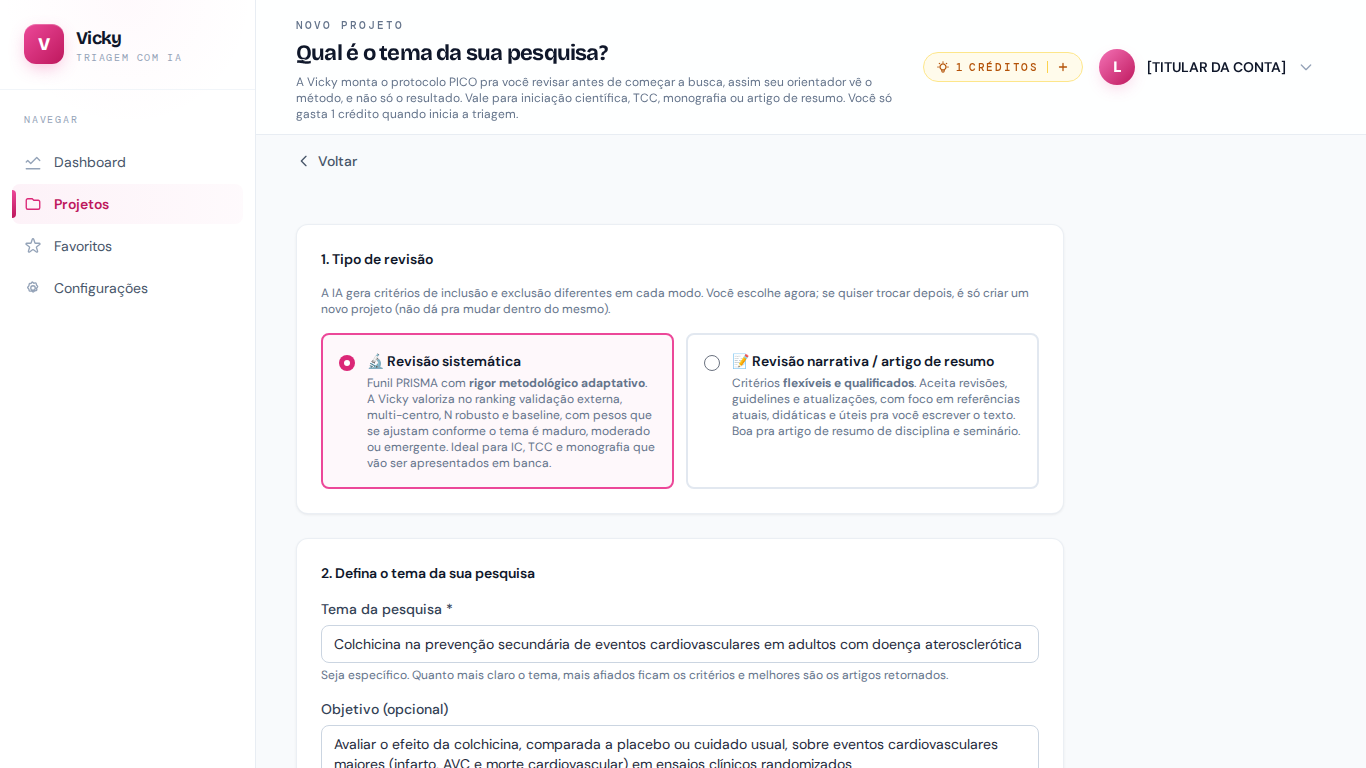 V
Vicky
TRIAGEM COM IA
NAVEGAR
Dashboard
Projetos
Favoritos
Configurações
NOVO PROJETO
Qual é o tema da sua pesquisa?
A Vicky monta o protocolo PICO pra você revisar antes de começar a busca, assim seu orientador vê o
método, e não só o resultado. Vale para iniciação científica, TCC, monografia ou artigo de resumo. Você só
gasta 1 crédito quando inicia a triagem.
1 CRÉDITOS +
L
[TITULAR DA CONTA]
Voltar
1. Tipo de revisão
A IA gera critérios de inclusão e exclusão diferentes em cada modo. Você escolhe agora; se quiser trocar depois, é só criar um
novo projeto (não dá pra mudar dentro do mesmo).
🔬 Revisão sistemática
Funil PRISMA com rigor metodológico adaptativo.
A Vicky valoriza no ranking validação externa,
multi-centro, N robusto e baseline, com pesos que
se ajustam conforme o tema é maduro, moderado
ou emergente. Ideal para IC, TCC e monografia que
vão ser apresentados em banca.
📝 Revisão narrativa / artigo de resumo
Critérios flexíveis e qualificados. Aceita revisões,
guidelines e atualizações, com foco em referências
atuais, didáticas e úteis pra você escrever o texto.
Boa pra artigo de resumo de disciplina e seminário.
2. Defina o tema da sua pesquisa
Tema da pesquisa *
Colchicina na prevenção secundária de eventos cardiovasculares em adultos com doença aterosclerótica
Seja específico. Quanto mais claro o tema, mais afiados ficam os critérios e melhores são os artigos retornados.
Objetivo (opcional)
Avaliar o efeito da colchicina, comparada a placebo ou cuidado usual, sobre eventos cardiovasculares
maiores (infarto, AVC e morte cardiovascular) em ensaios clínicos randomizados